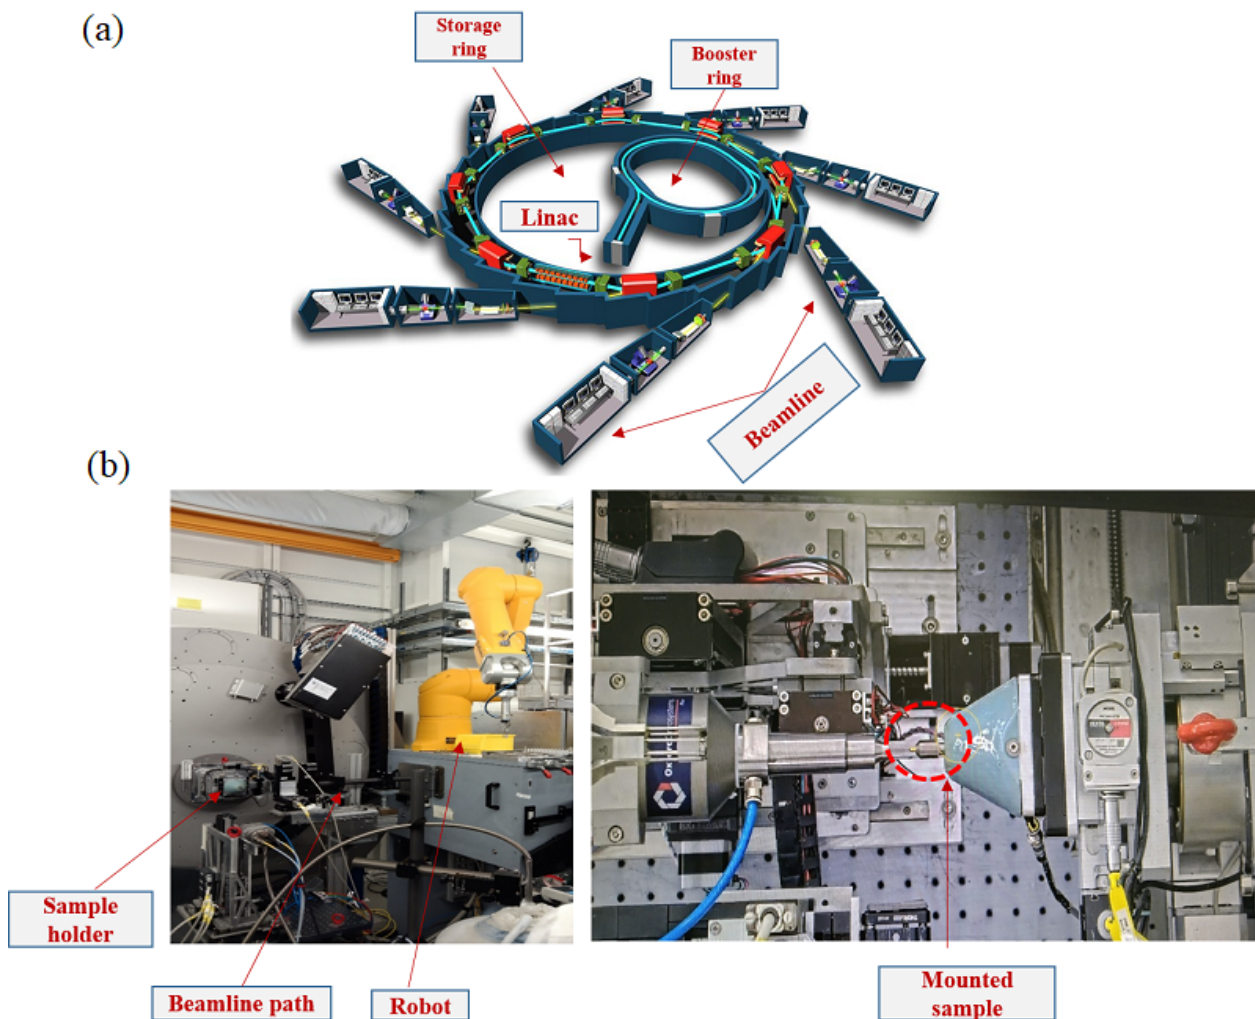 (a)
Storage
ring
Booster
ring
Linac
Beamline
(b)
Sample
holder
Beamline path
Robot
Mounted
sample